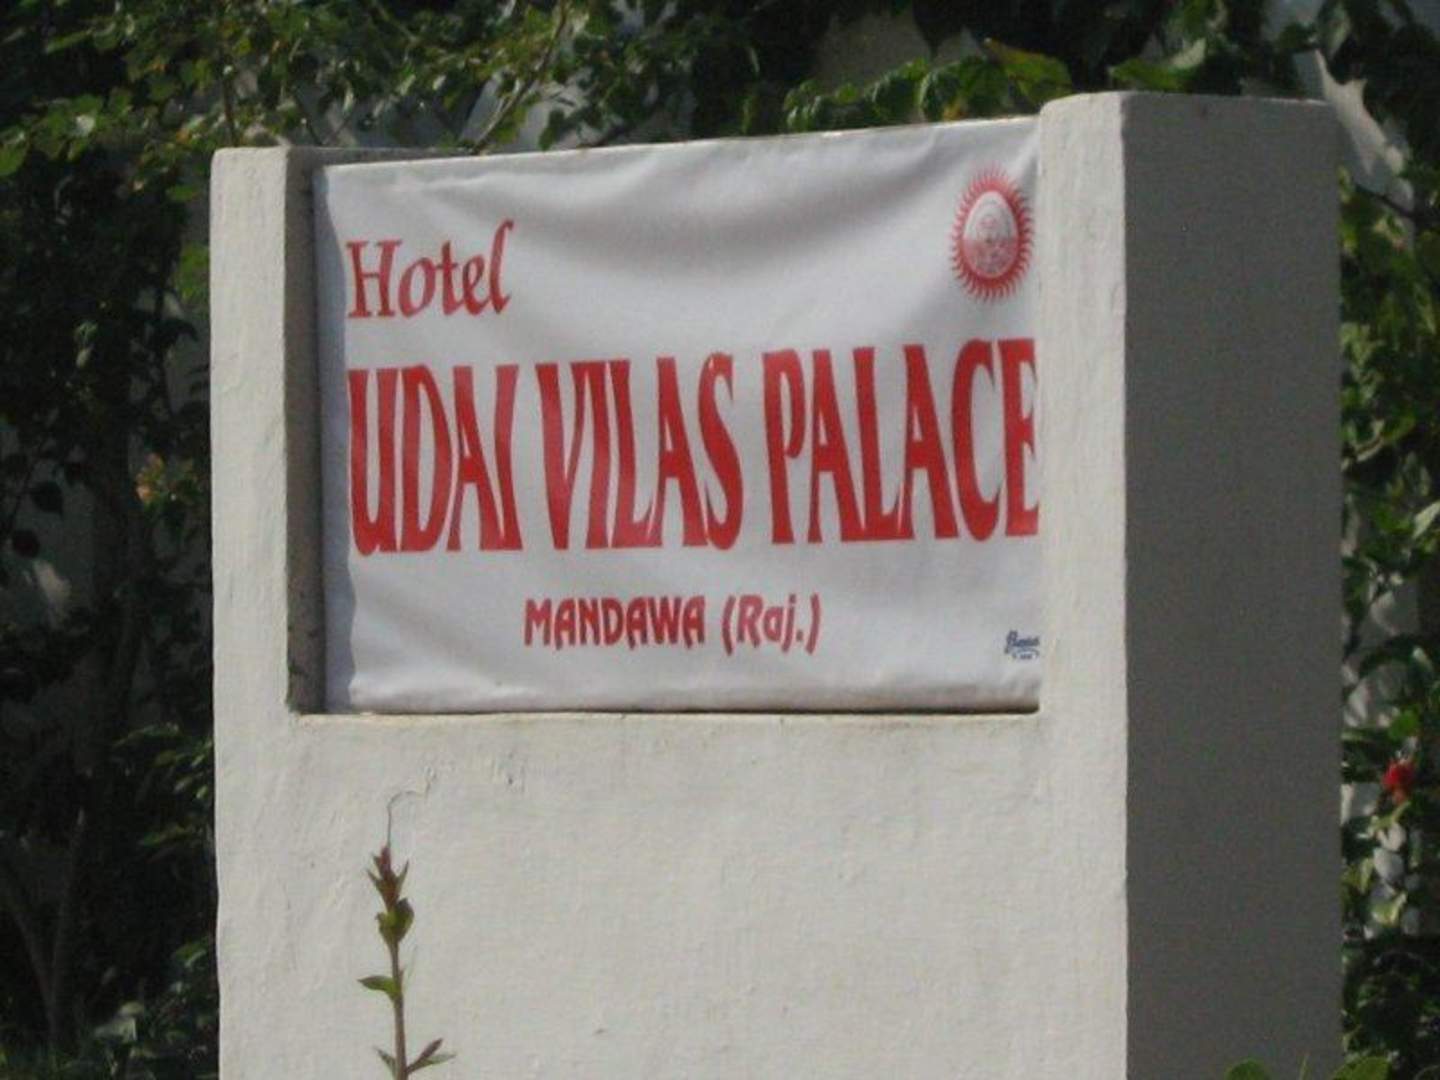 Hotel
UDAI VILAS PALACE
MANDAWA (Raj.)